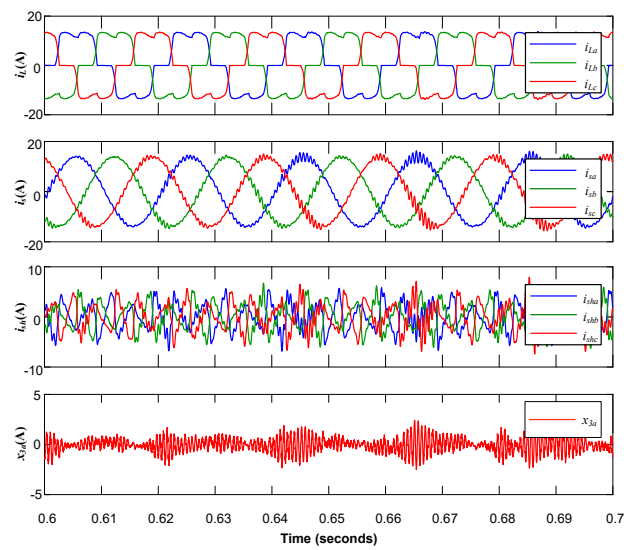 20
0
-20
i_L(A)
i_La
i_Lb
i_Lc
20
0
-20
i_s(A)
i_sa
i_sb
i_sc
10
0
-10
i_sh(A)
i_sha
i_shb
i_shc
5
0
-5
x_3a(A)
x_3a
0.6 0.61 0.62 0.63 0.64 0.65 0.66 0.67 0.68 0.69 0.7
Time (seconds)